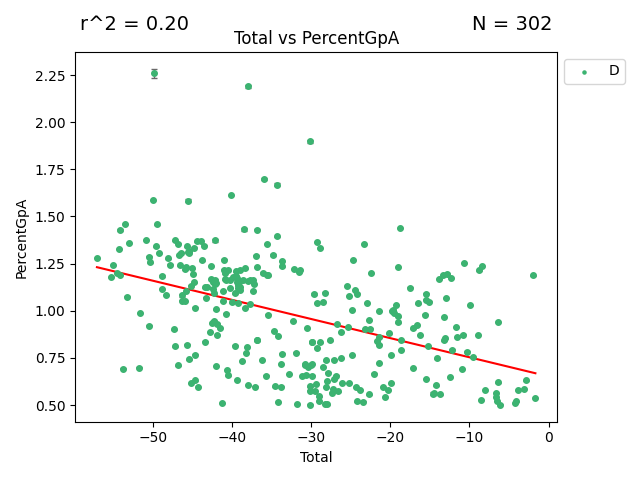 r^2 = 0.20 N = 302
Total vs PercentGpA
D
PercentGpA
2.25
2.00
1.75
1.50
1.25
1.00
0.75
0.50
−50 −40 −30 −20 −10 0
Total